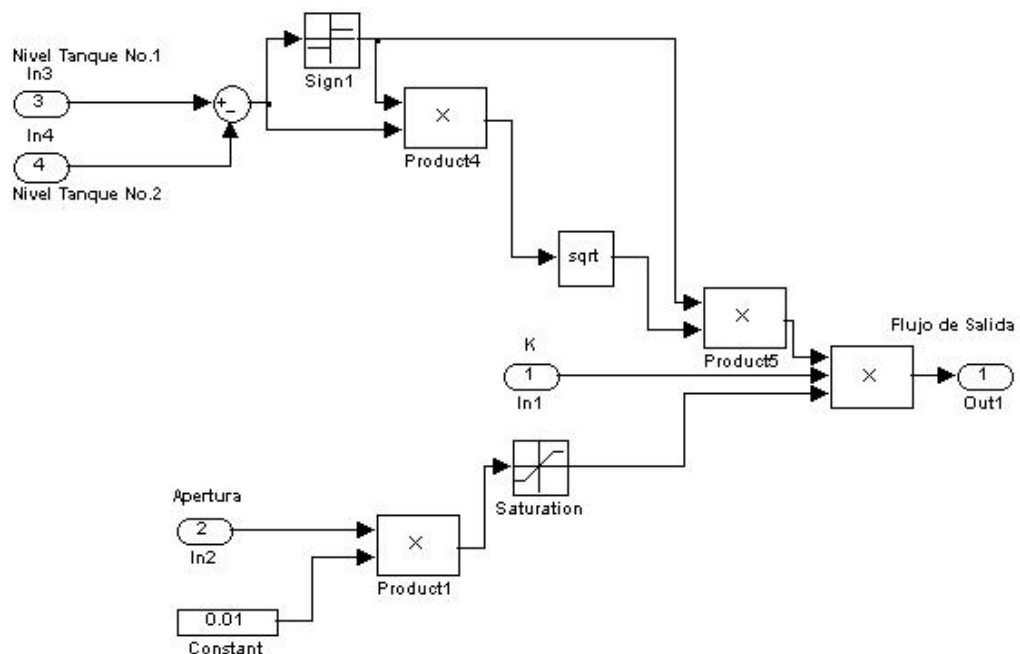 Nivel Tanque No.1
In3
3
+
−
Sign1
In4
4
Nivel Tanque No.2
×
Product4
sqrt
×
Product5
K
1
In1
Flujo de Salida
×
1
Out1
Saturation
Apertura
2
In2
×
Product1
0.01
Constant